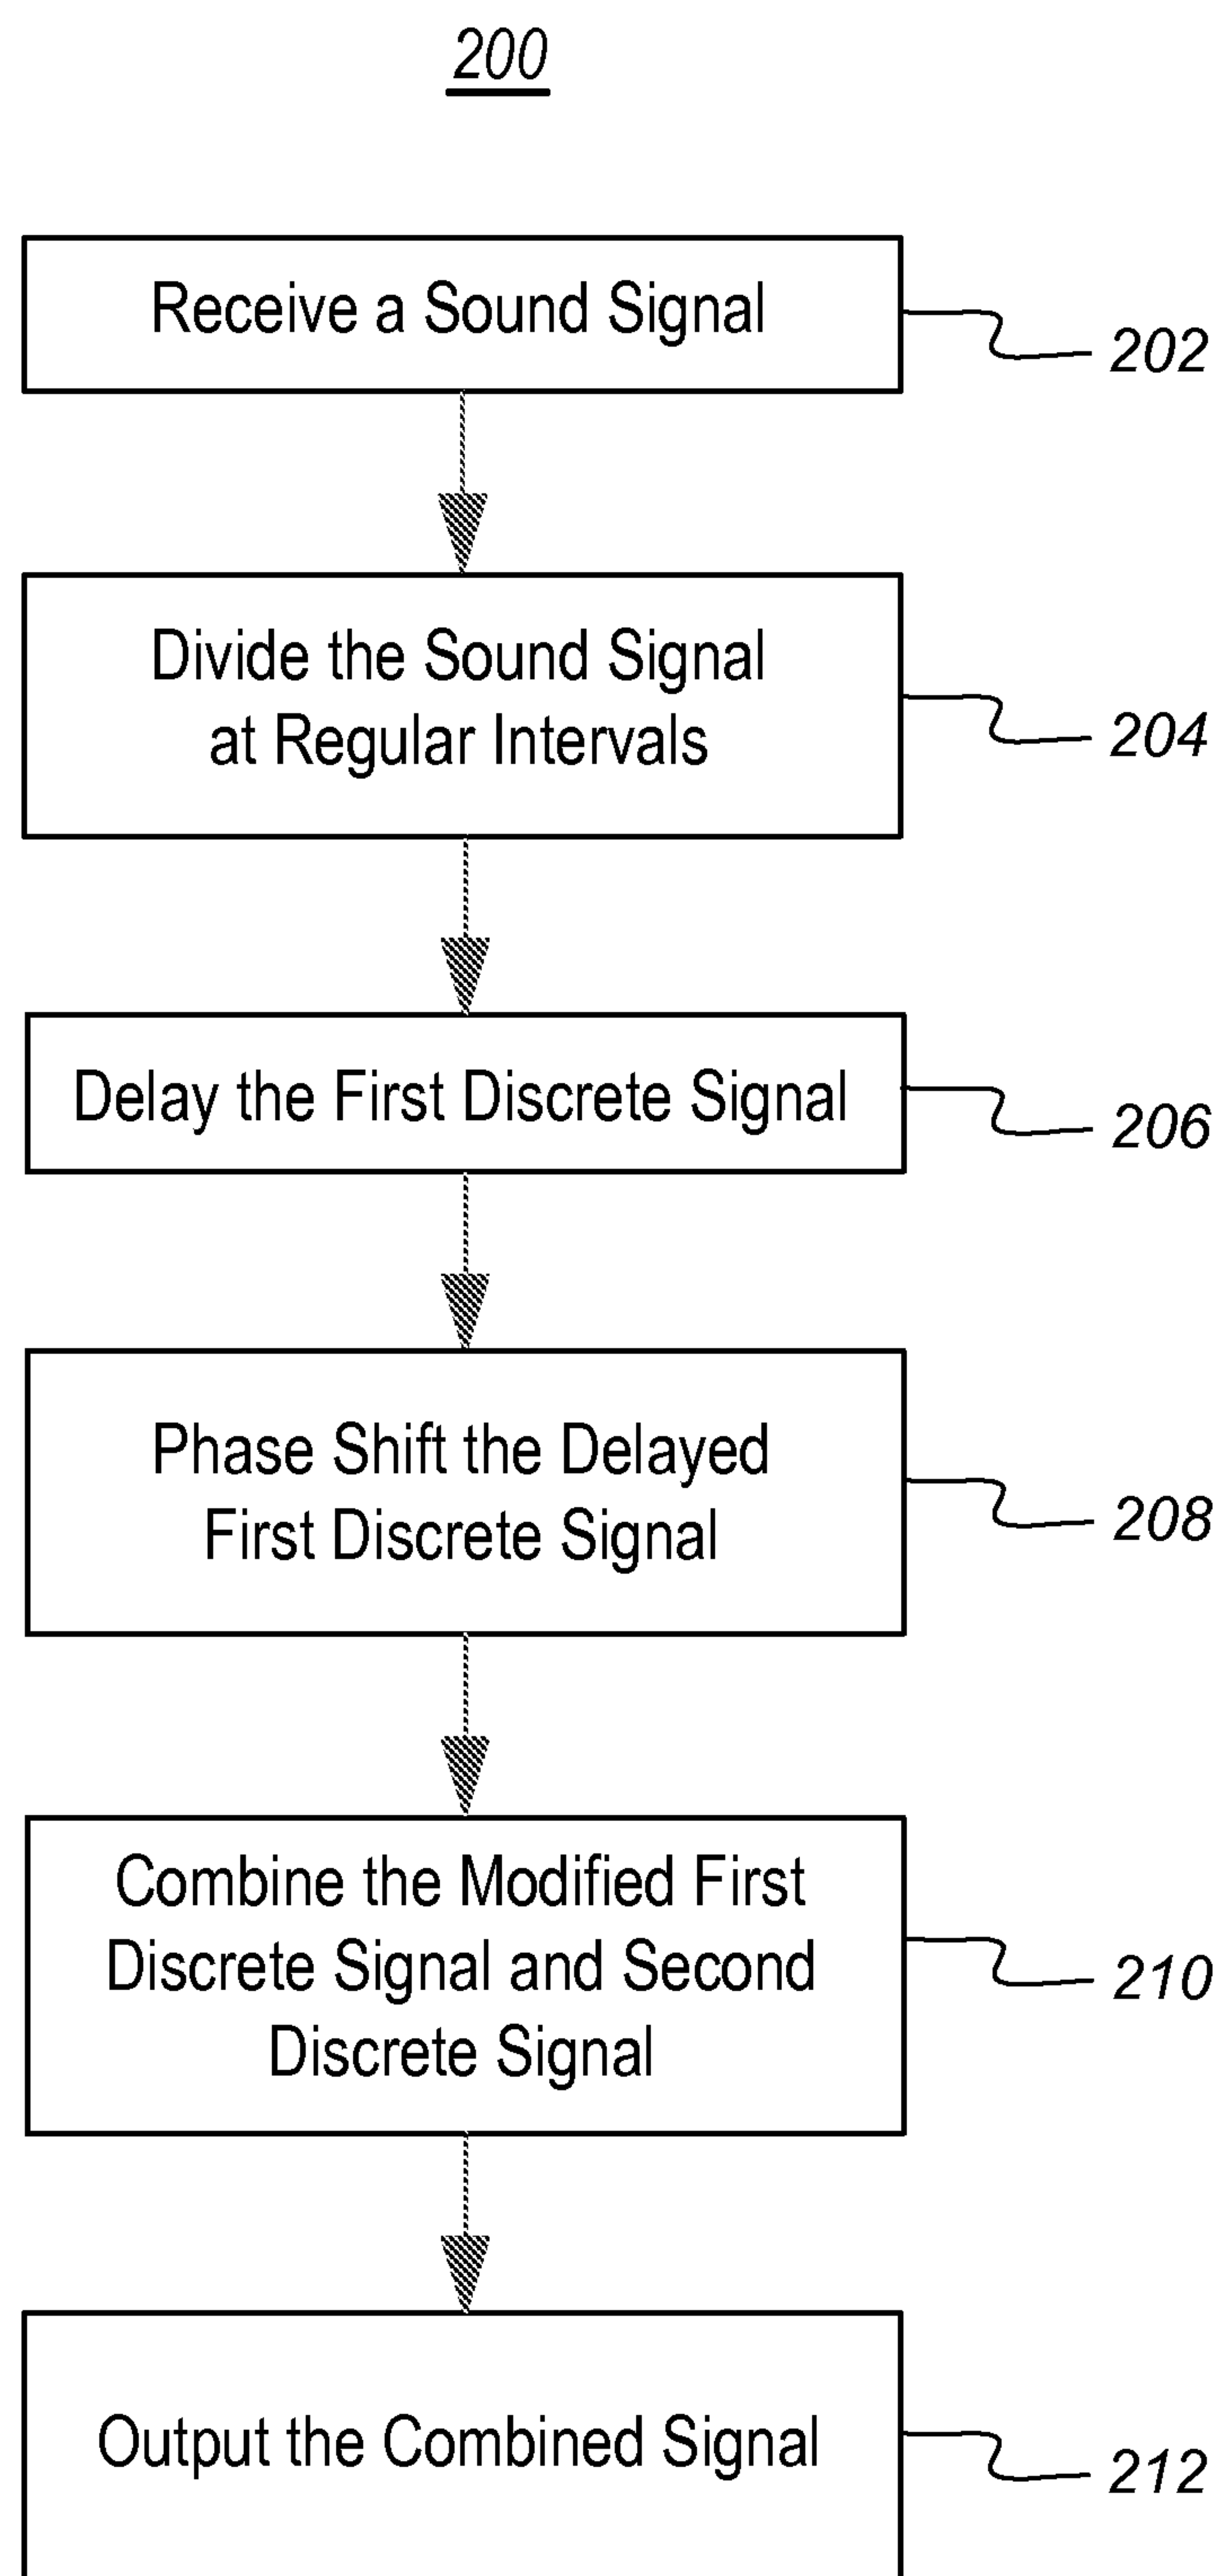 200
Receive a Sound Signal
202
Divide the Sound Signal
at Regular Intervals
204
Delay the First Discrete Signal
206
Phase Shift the Delayed
First Discrete Signal
208
Combine the Modified First
Discrete Signal and Second
Discrete Signal
210
Output the Combined Signal
212